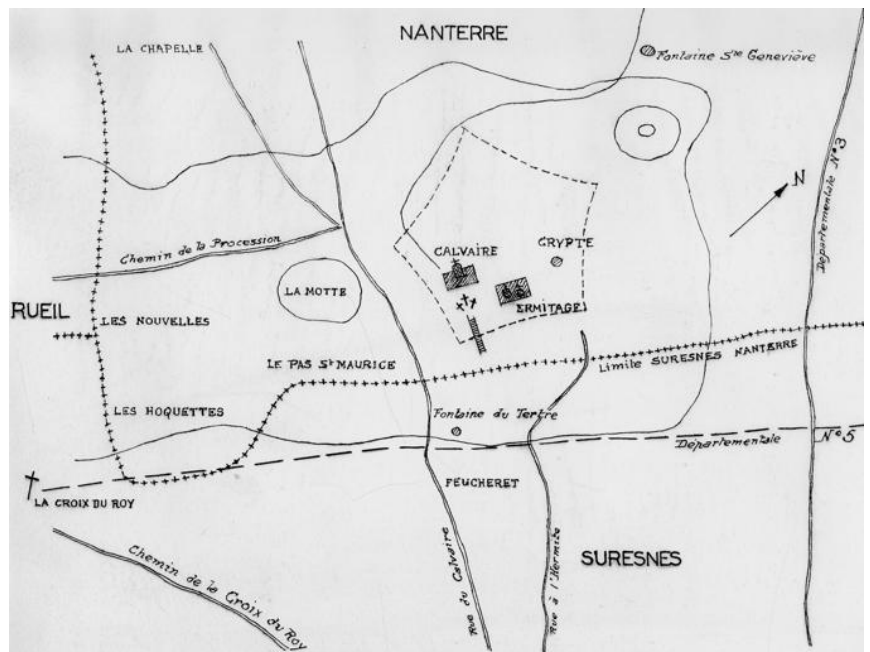 NANTERRE
LA CHAPELLE
Fontaine Ste Geneviève
N
Départementale N°3
Chemin de la Procession
CALVAIRE
CRYPTE
LA MOTTE
ERMITAGE
RUEIL
LES NOUVELLES
LE PAS St MAURICE
Limite SURESNES NANTERRE
LES HOQUETTES
Fontaine du Tertre
Départementale N°5
LA CROIX DU ROY
FEUCHERET
SURESNES
Chemin de la Croix du Roy
Rue du Calvaire
Rue à l'Hermite